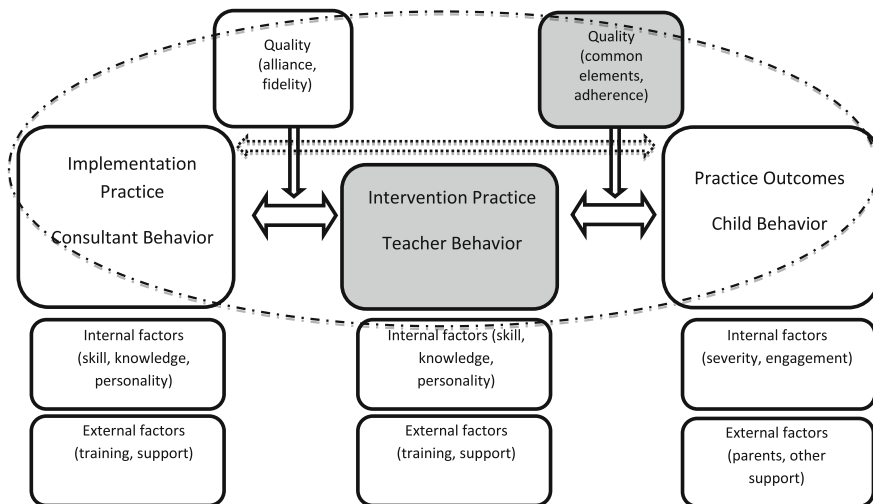 Quality
(alliance,
fidelity)
Quality
(common
elements,
adherence)
Implementation
Practice
Consultant Behavior
Intervention Practice
Teacher Behavior
Practice Outcomes
Child Behavior
Internal factors
(skill, knowledge,
personality)
Internal factors (skill,
knowledge,
personality)
Internal factors
(severity, engagement)
External factors
(training, support)
External factors
(training, support)
External factors
(parents, other
support)